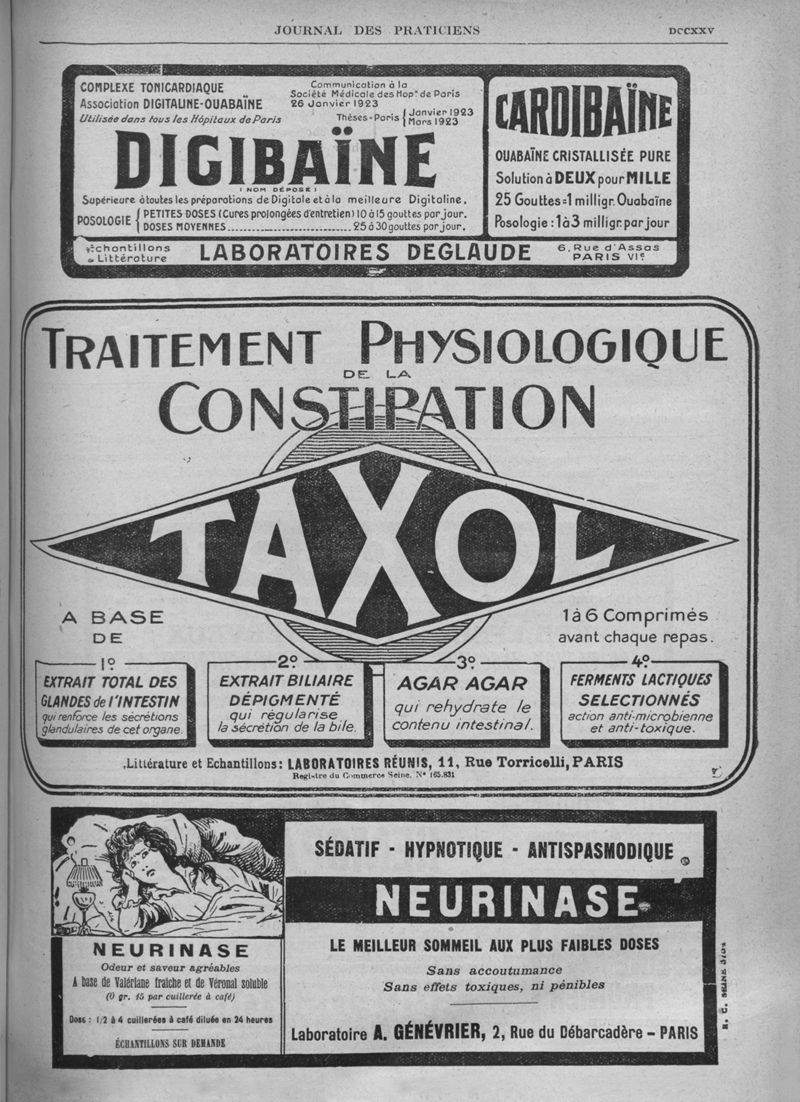 JOURNAL DES PRATICIENS
DCCXXV
COMPLEXE TONICARDIAQUE
Association DIGITALINE-OUABAÏNE
Utilisée dans tous les Hôpitaux de Paris
Communication à la
Société Médicale des Hop.x de Paris
26 Janvier 1923
Thèses-Paris { Janvier 1923
Mars 1923
DIGIBAÏNE
(NOM DÉPOSÉ)
Supérieure à toutes les préparations de Digitale et à la meilleure Digitaline.
POSOLOGIE { PETITES DOSES (Cures prolongées d'entretien) 10 à 15 gouttes par jour.
DOSES MOYENNES............................25 à 30 gouttes par jour.
CARDIBAÏNE
OUABAÏNE CRISTALLISÉE PURE
Solution à DEUX pour MILLE
25 Gouttes=1 milligr. Ouabaïne
Posologie : 1 à 3 milligr. par jour
Échantillons
& Littérature
LABORATOIRES DEGLAUDE
6. Rue d'Assas
PARIS VIe
TRAITEMENT PHYSIOLOGIQUE
DE LA
CONSTIPATION
TAXOL
A BASE
DE
1 à 6 Comprimés
avant chaque repas.
1º
EXTRAIT TOTAL DES
GLANDES de l'INTESTIN
qui renforce les sécrétions
glandulaires de cet organe.
2º
EXTRAIT BILIAIRE
DÉPIGMENTÉ
qui régularise
la sécrétion de la bile.
3º
AGAR AGAR
qui rehydrate le
contenu intestinal.
4º
FERMENTS LACTIQUES
SELECTIONNÉS
action anti-microbienne
et anti-toxique.
Littérature et Echantillons: LABORATOIRES RÉUNIS, 11, Rue Torricelli, PARIS
Registre du Commerce Seine. Nº 165.831
NEURINASE
Odeur et saveur agréables
A base de Valériane fraîche et de Véronal soluble
(0 gr. 15 par cuillerée à café)
Dose : 1/2 à 4 cuillerées à café diluée en 24 heures
ÉCHANTILLONS SUR DEMANDE
SÉDATIF - HYPNOTIQUE - ANTISPASMODIQUE
NEURINASE
LE MEILLEUR SOMMEIL AUX PLUS FAIBLES DOSES
Sans accoutumance
Sans effets toxiques, ni pénibles
Laboratoire A. GÉNÉVRIER, 2, Rue du Débarcadère - PARIS
R. C. SEINE